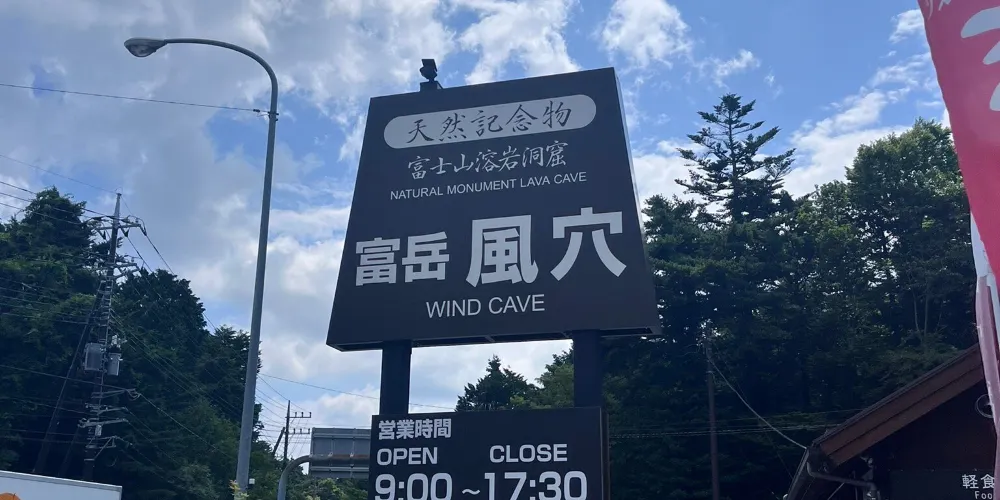 天然記念物
富士山溶岩洞窟
NATURAL MONUMENT LAVA CAVE
富岳 風穴
WIND CAVE
営業時間
OPEN CLOSE
9:00～17:30
軽食